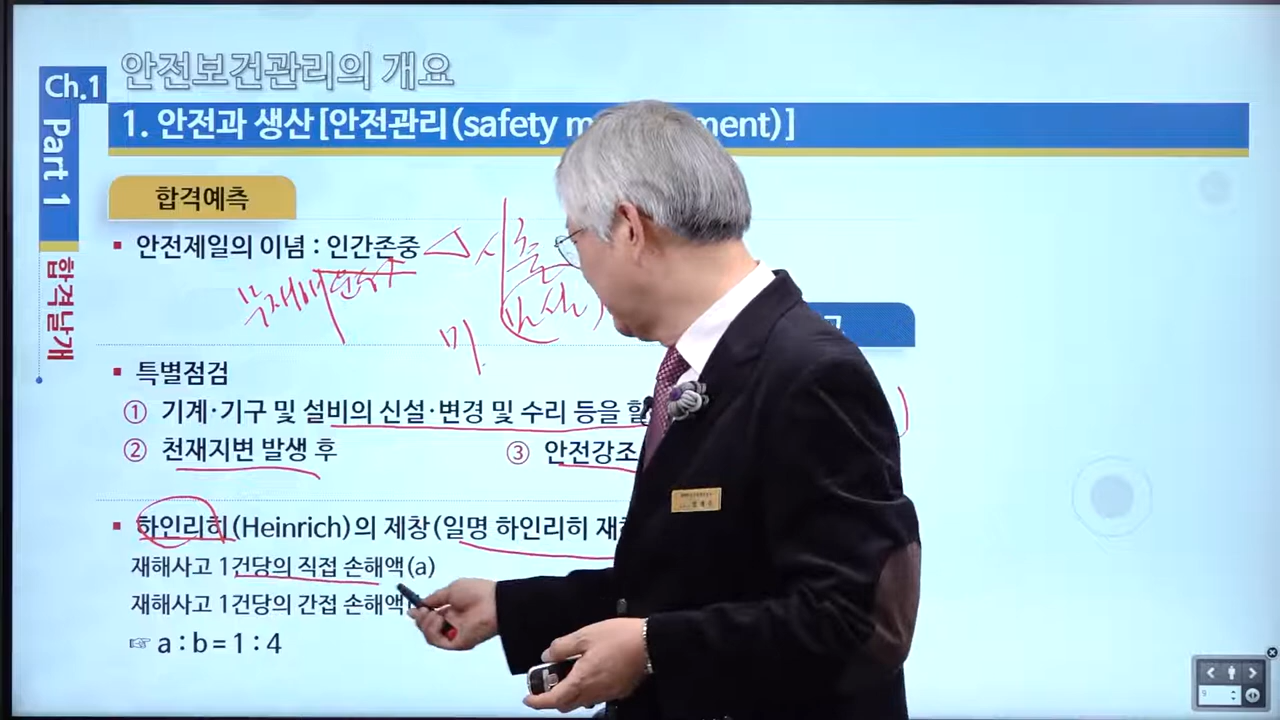 안전보건관리의 개요
Ch.1
Part 1
합격날개
1. 안전과 생산 [안전관리 (safety m ment)]
합격예측
▪ 안전제일의 이념 : 인간존중
무재해운동
▪ 특별점검
① 기계·기구 및 설비의 신설·변경 및 수리 등을 할
② 천재지변 발생 후
③ 안전강조
▪ 하인리히 (Heinrich) 의 제창 (일명 하인리히 재
재해사고 1건당의 직접 손해액 (a)
재해사고 1건당의 간접 손해액
☞ a : b = 1 : 4
9